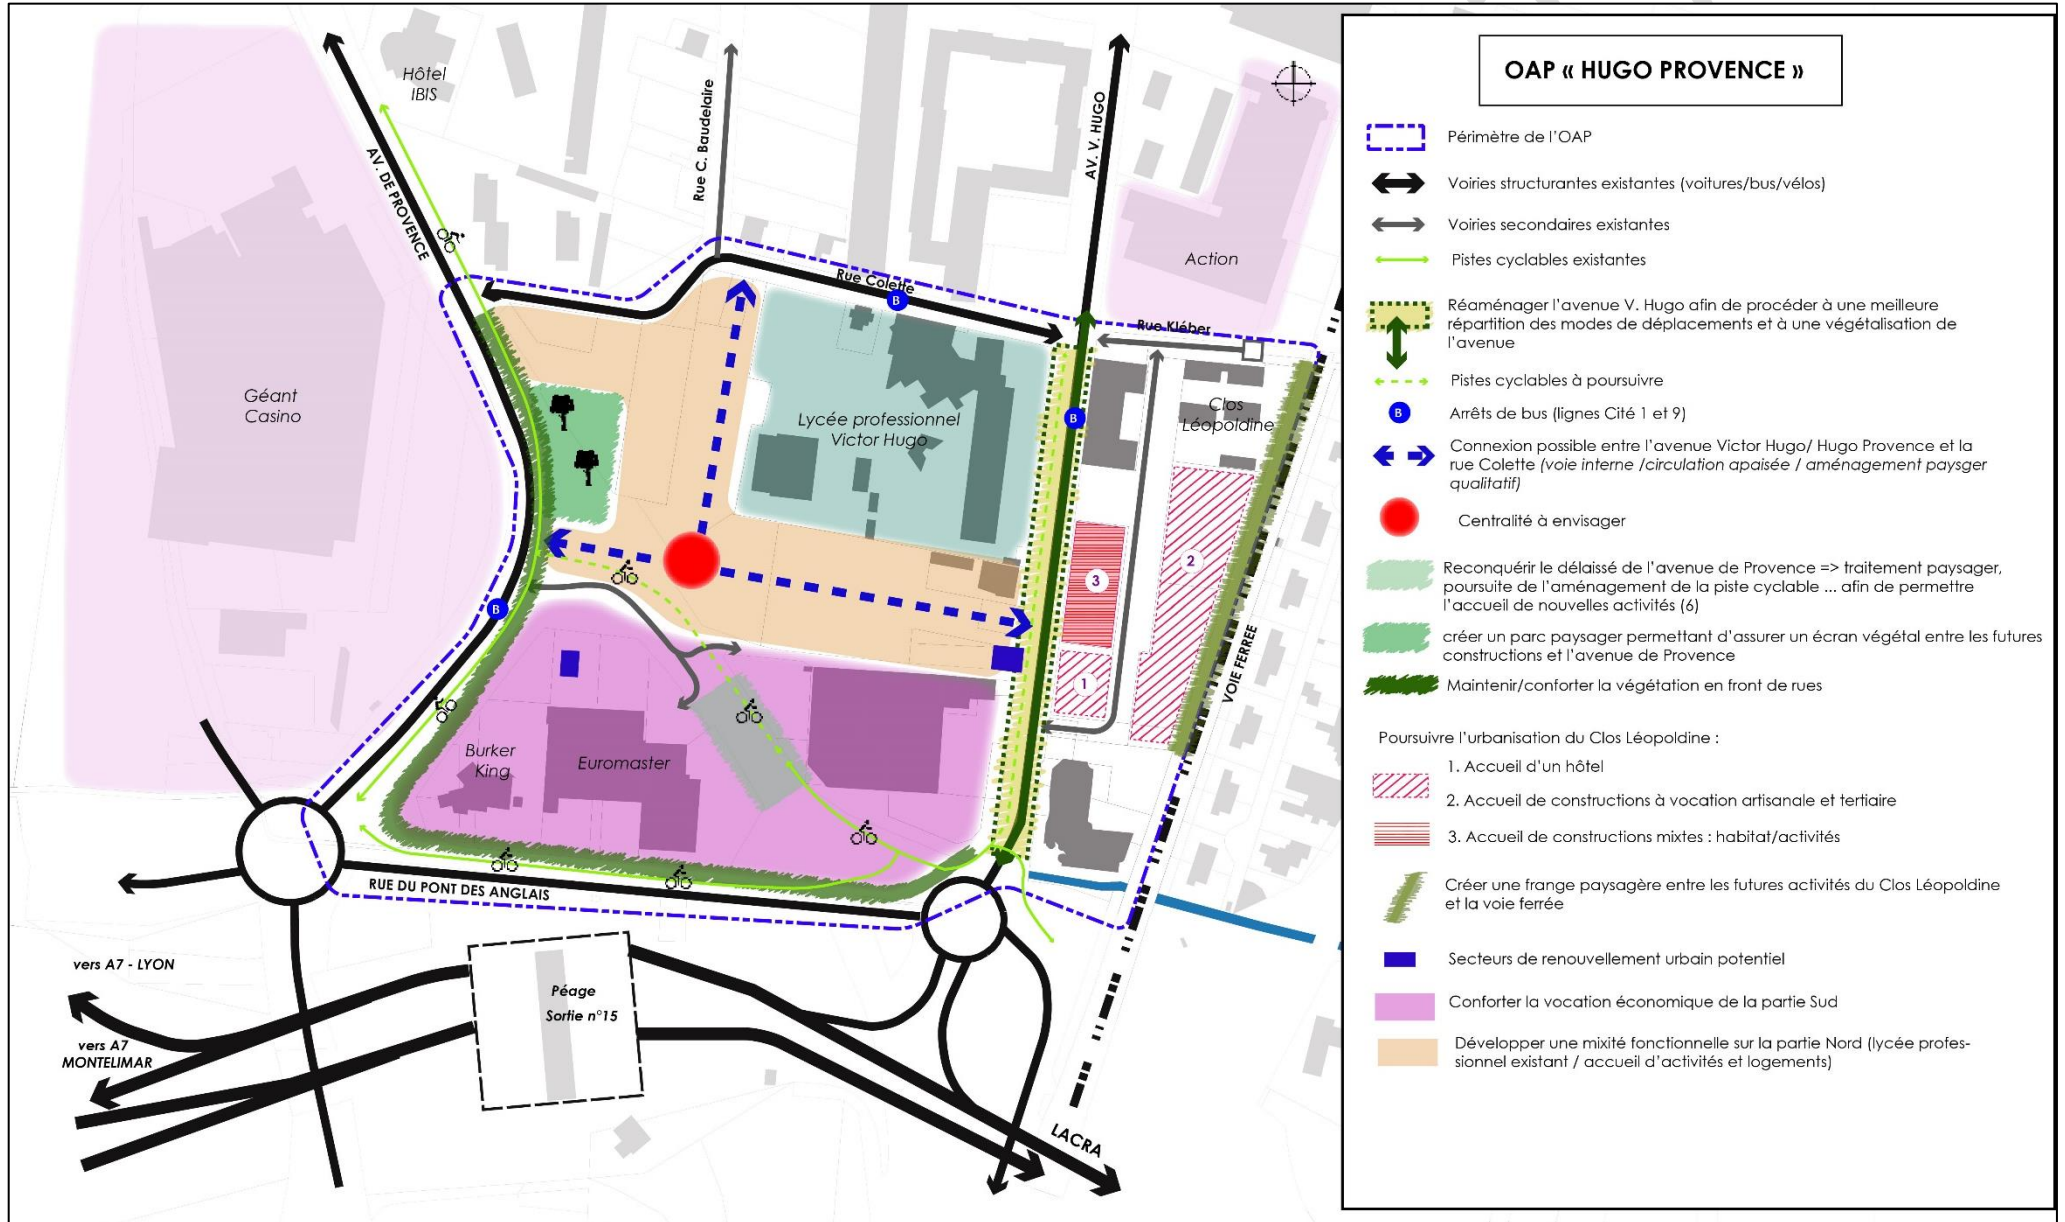 Hôtel
IBIS
AV. DE PROVENCE
Rue C. Baudelaire
AV. V. HUGO
Action
Rue Colette
B
Rue Kléber
Géant
Casino
Lycée professionnel
Victor Hugo
B
Clos
Léopoldine
3
2
1
B
VOIE FERREE
Burker
King
Euromaster
RUE DU PONT DES ANGLAIS
vers A7 - LYON
vers A7
MONTELIMAR
Péage
Sortie n°15
LACRA
OAP « HUGO PROVENCE »
Périmètre de l'OAP
Voiries structurantes existantes (voitures/bus/vélos)
Voiries secondaires existantes
Pistes cyclables existantes
Réaménager l'avenue V. Hugo afin de procéder à une meilleure
répartition des modes de déplacements et à une végétalisation de
l'avenue
Pistes cyclables à poursuivre
B Arrêts de bus (lignes Cité 1 et 9)
Connexion possible entre l'avenue Victor Hugo/ Hugo Provence et la
rue Colette (voie interne /circulation apaisée / aménagement paysger
qualitatif)
Centralité à envisager
Reconquérir le délaissé de l'avenue de Provence => traitement paysager,
poursuite de l'aménagement de la piste cyclable ... afin de permettre
l'accueil de nouvelles activités (6)
créer un parc paysager permettant d'assurer un écran végétal entre les futures
constructions et l'avenue de Provence
Maintenir/conforter la végétation en front de rues
Poursuivre l'urbanisation du Clos Léopoldine :
1. Accueil d'un hôtel
2. Accueil de constructions à vocation artisanale et tertiaire
3. Accueil de constructions mixtes : habitat/activités
Créer une frange paysagère entre les futures activités du Clos Léopoldine
et la voie ferrée
Secteurs de renouvellement urbain potentiel
Conforter la vocation économique de la partie Sud
Développer une mixité fonctionnelle sur la partie Nord (lycée profes-
sionnel existant / accueil d'activités et logements)